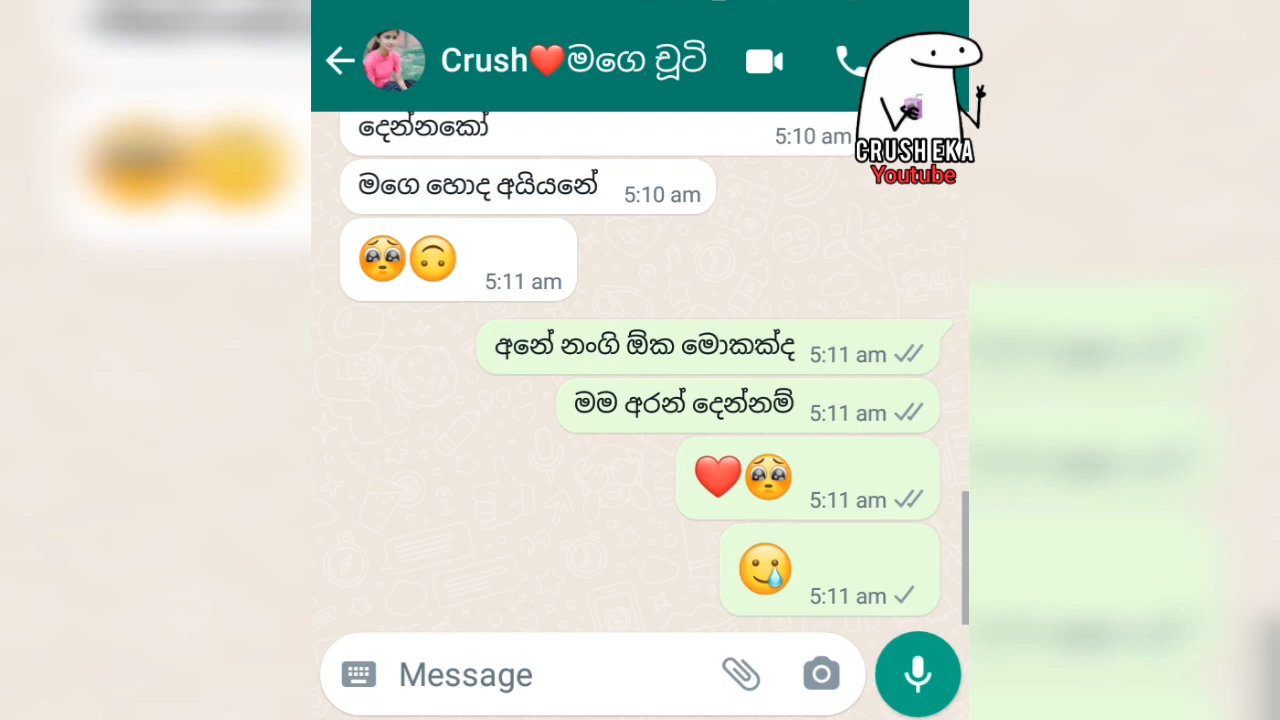 Crush❤️මගෙ චූටි
දෙන්නකෝ
5:10 am
CRUSH EKA
Youtube
මගෙ හොද අයියනේ 5:10 am
🥺🙃 5:11 am
අනේ නංගි ඕක මොකක්ද 5:11 am
මම අරන් දෙන්නම් 5:11 am
❤️🥺 5:11 am
🥲 5:11 am
Message